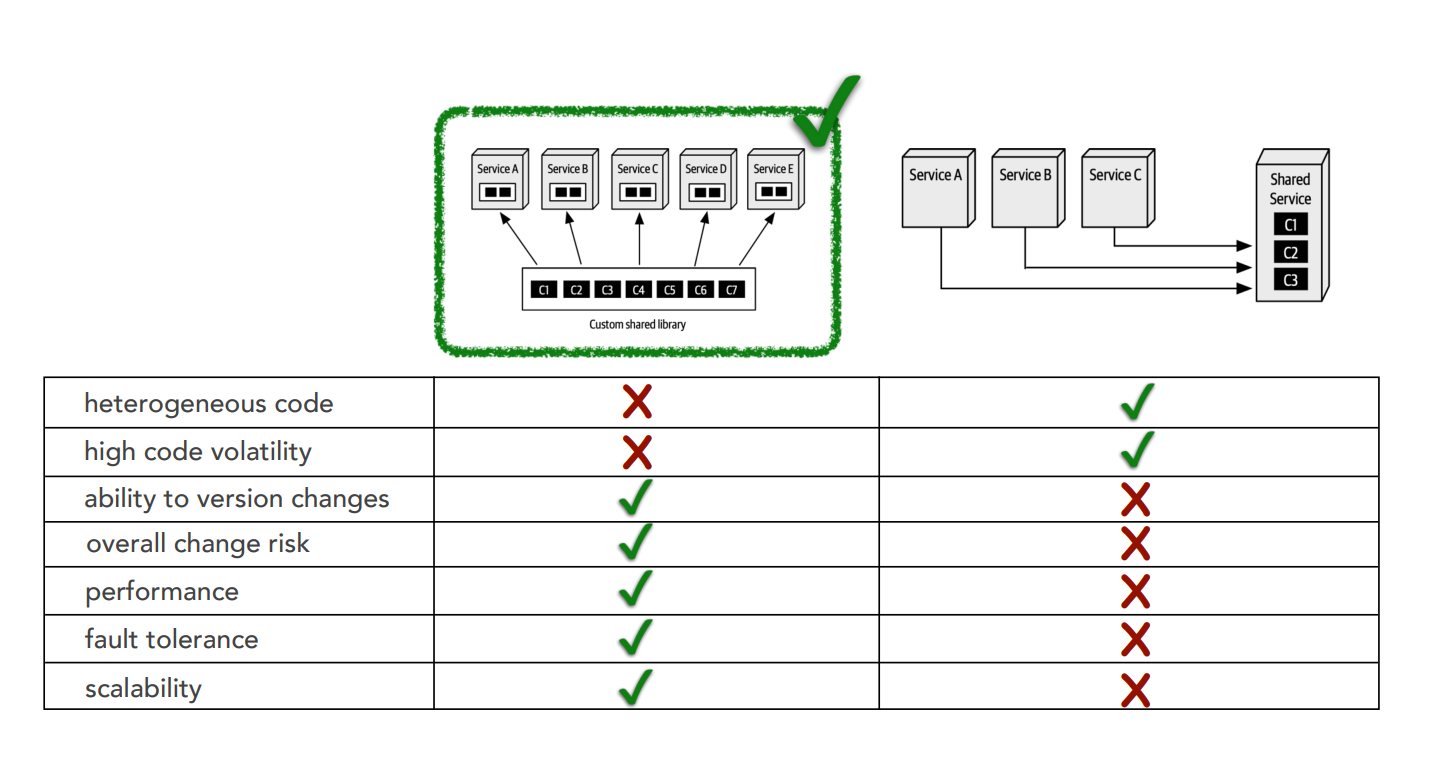 Service A
Service B
Service C
Service D
Service E
C1 C2 C3 C4 C5 C6 C7
Custom shared library
Service A
Service B
Service C
Shared
Service
C1
C2
C3
heterogeneous code
high code volatility
ability to version changes
overall change risk
performance
fault tolerance
scalability